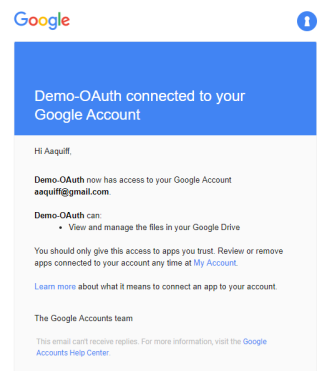 Google
Demo-OAuth connected to your
Google Account
Hi Aaquiff,
Demo-OAuth now has access to your Google Account
aaquiff@gmail.com.
Demo-OAuth can:
• View and manage the files in your Google Drive
You should only give this access to apps you trust. Review or remove
apps connected to your account any time at My Account.
Learn more about what it means to connect an app to your account.
The Google Accounts team
This email can't receive replies. For more information, visit the Google
Accounts Help Center.